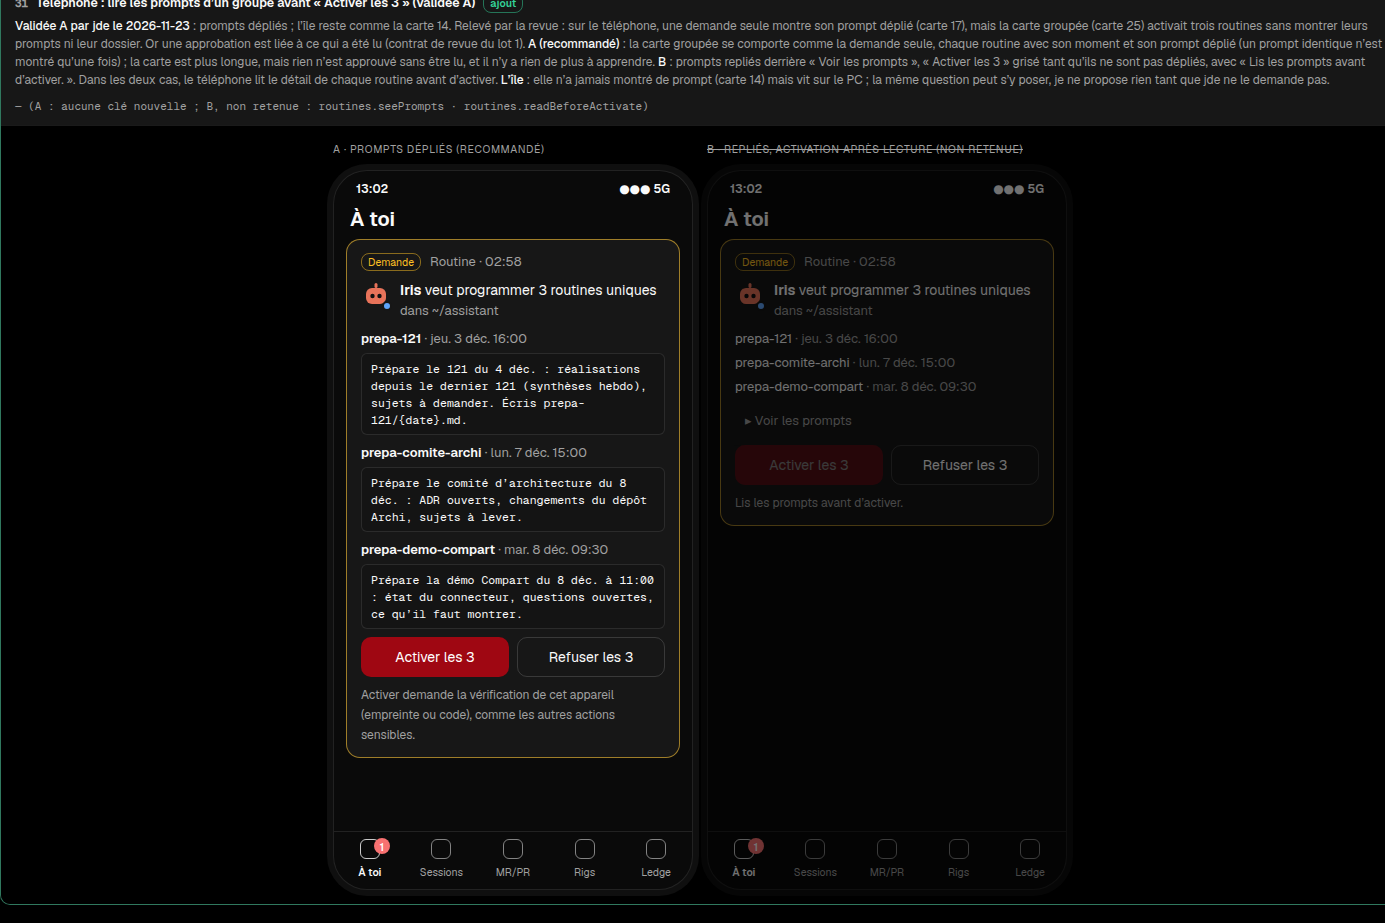 31 Téléphone : lire les prompts d'un groupe avant « Activer les 3 » (validée A) ajout
Validée A par jde le 2026-11-23 : prompts dépliés ; l'île reste comme la carte 14. Relevé par la revue : sur le téléphone, une demande seule montre son prompt déplié (carte 17), mais la carte groupée (carte 25) activait trois routines sans montrer leurs
prompts ni leur dossier. Or une approbation est liée à ce qui a été lu (contrat de revue du lot 1). A (recommandé) : la carte groupée se comporte comme la demande seule, chaque routine avec son moment et son prompt déplié (un prompt identique n'est
montré qu'une fois) ; la carte est plus longue, mais rien n'est approuvé sans être lu, et il n'y a rien de plus à apprendre. B : prompts repliés derrière « Voir les prompts », « Activer les 3 » grisé tant qu'ils ne sont pas dépliés, avec « Lis les prompts avant
d'activer. ». Dans les deux cas, le téléphone lit le détail de chaque routine avant d'activer. L'île : elle n'a jamais montré de prompt (carte 14) mais vit sur le PC ; la même question peut s'y poser, je ne propose rien tant que jde ne le demande pas.
— (A : aucune clé nouvelle ; B, non retenue : routines.seePrompts · routines.readBeforeActivate)
A · PROMPTS DÉPLIÉS (RECOMMANDÉ)
13:02
5G
À toi
Demande Routine · 02:58
Iris veut programmer 3 routines uniques
dans ~/assistant
prepa-121 · jeu. 3 déc. 16:00
Prépare le 121 du 4 déc. : réalisations
depuis le dernier 121 (synthèses hebdo),
sujets à demander. Écris prepa-
121/{date}.md.
prepa-comite-archi · lun. 7 déc. 15:00
Prépare le comité d'architecture du 8
déc. : ADR ouverts, changements du dépôt
Archi, sujets à lever.
prepa-demo-compart · mar. 8 déc. 09:30
Prépare la démo Compart du 8 déc. à 11:00
: état du connecteur, questions ouvertes,
ce qu'il faut montrer.
Activer les 3
Refuser les 3
Activer demande la vérification de cet appareil
(empreinte ou code), comme les autres actions
sensibles.
1
À toi
Sessions
MR/PR
Rigs
Ledge
B · REPLIÉS, ACTIVATION APRÈS LECTURE (NON RETENUE)
13:02
5G
À toi
Demande Routine · 02:58
Iris veut programmer 3 routines uniques
dans ~/assistant
prepa-121 · jeu. 3 déc. 16:00
prepa-comite-archi · lun. 7 déc. 15:00
prepa-demo-compart · mar. 8 déc. 09:30
▸ Voir les prompts
Activer les 3
Refuser les 3
Lis les prompts avant d'activer.
1
À toi
Sessions
MR/PR
Rigs
Ledge